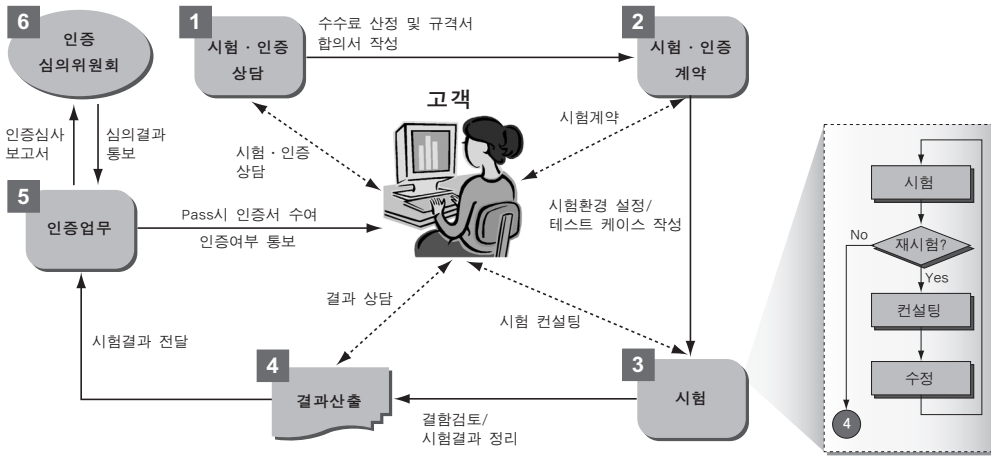 6
인증
심의위원회
1
시험 · 인증
상담
수수료 산정 및 규격서
합의서 작성
2
시험 · 인증
계약
고객
인증심사
보고서
심의결과
통보
시험 · 인증
상담
시험계약
5
인증업무
Pass시 인증서 수여
인증여부 통보
시험환경 설정/
테스트 케이스 작성
결과 상담
시험 컨설팅
시험결과 전달
4
결과산출
결함검토/
시험결과 정리
3
시험
시험
재시험?
No
Yes
컨설팅
수정
4